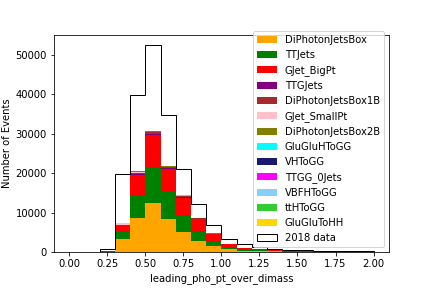 DiPhotonJetsBox
TTJets
GJet_BigPt
TTGJets
DiPhotonJetsBox1B
GJet_SmallPt
DiPhotonJetsBox2B
GluGluHToGG
VHToGG
TTGG_0Jets
VBFHToGG
ttHToGG
GluGluToHH
2018 data
Number of Events
50000
40000
30000
20000
10000
0
0.00 0.25 0.50 0.75 1.00 1.25 1.50 1.75 2.00
leading_pho_pt_over_dimass